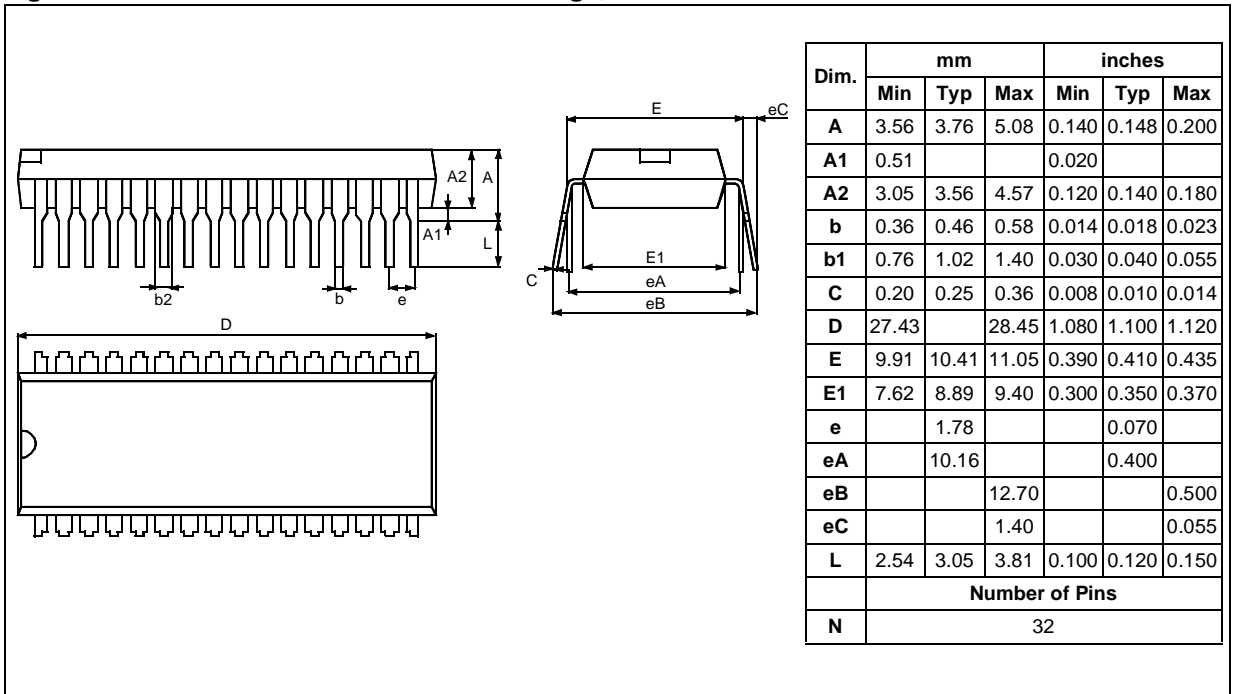 A2
A
A1
L
b2
b
e
D
E
eC
E1
C
eA
eB
Dim. mm inches
Min Typ Max Min Typ Max
A 3.56 3.76 5.08 0.140 0.148 0.200
A1 0.51 0.020
A2 3.05 3.56 4.57 0.120 0.140 0.180
b 0.36 0.46 0.58 0.014 0.018 0.023
b1 0.76 1.02 1.40 0.030 0.040 0.055
C 0.20 0.25 0.36 0.008 0.010 0.014
D 27.43 28.45 1.080 1.100 1.120
E 9.91 10.41 11.05 0.390 0.410 0.435
E1 7.62 8.89 9.40 0.300 0.350 0.370
e 1.78 0.070
eA 10.16 0.400
eB 12.70 0.500
eC 1.40 0.055
L 2.54 3.05 3.81 0.100 0.120 0.150
Number of Pins
N 32